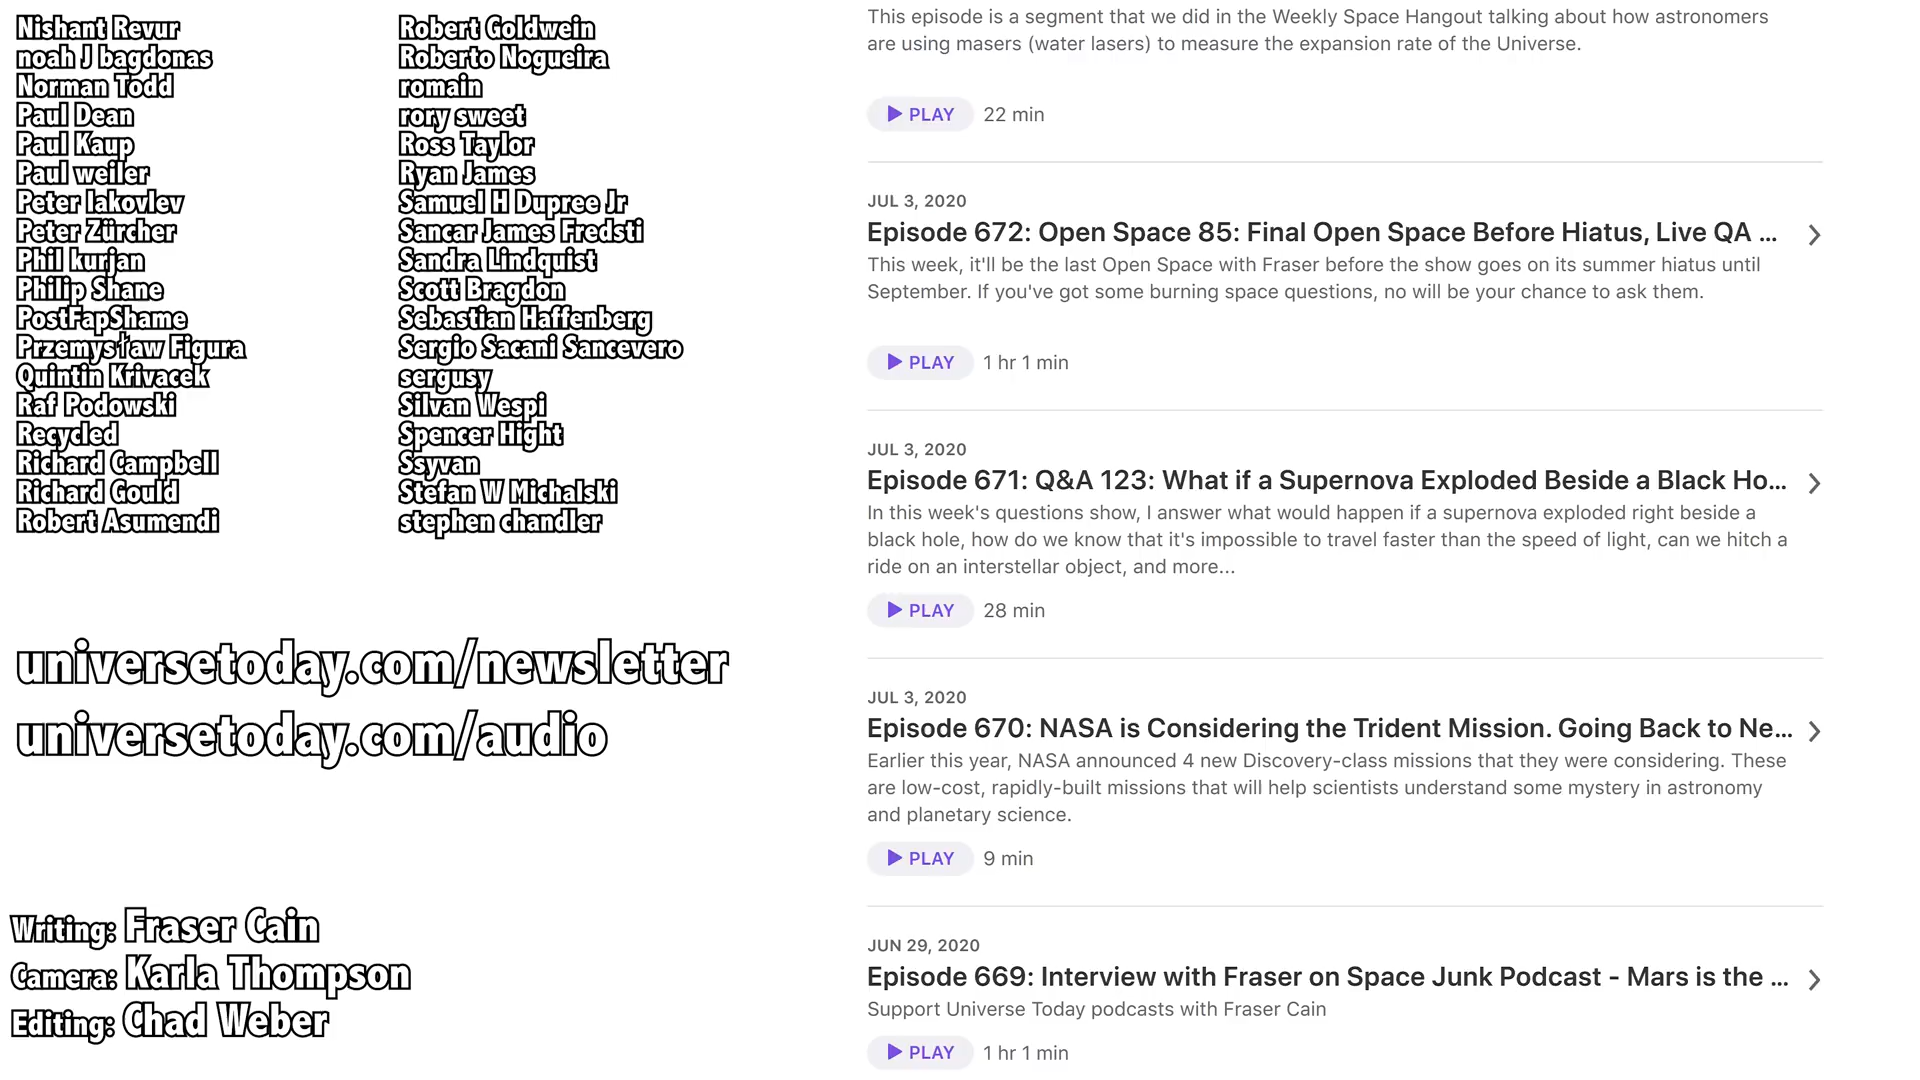 Nishant Revur
noah J bagdonas
Norman Todd
Paul Dean
Paul Kaup
Paul weiler
Peter Iakovlev
Peter Zürcher
Phil kurjan
Philip Shane
PostFapShame
Przemysław Figura
Quintin Krivacek
Raf Podowski
Recycled
Richard Campbell
Richard Gould
Robert Asumendi
Robert Goldwein
Roberto Nogueira
romain
rory sweet
Ross Taylor
Ryan James
Samuel H Dupree Jr
Sancar James Fredsti
Sandra Lindquist
Scott Bragdon
Sebastian Haffenberg
Sergio Sacani Sancevero
sergusy
Silvan Wespi
Spencer Hight
Ssyvan
Stefan W Michalski
stephen chandler
universetoday.com/newsletter
universetoday.com/audio
Writing: Fraser Cain
Camera: Karla Thompson
Editing: Chad Weber
This episode is a segment that we did in the Weekly Space Hangout talking about how astronomers
are using masers (water lasers) to measure the expansion rate of the Universe.
PLAY 22 min
JUL 3, 2020
Episode 672: Open Space 85: Final Open Space Before Hiatus, Live QA ...
This week, it'll be the last Open Space with Fraser before the show goes on its summer hiatus until
September. If you've got some burning space questions, no will be your chance to ask them.
PLAY 1 hr 1 min
JUL 3, 2020
Episode 671: Q&A 123: What if a Supernova Exploded Beside a Black Ho...
In this week's questions show, I answer what would happen if a supernova exploded right beside a
black hole, how do we know that it's impossible to travel faster than the speed of light, can we hitch a
ride on an interstellar object, and more...
PLAY 28 min
JUL 3, 2020
Episode 670: NASA is Considering the Trident Mission. Going Back to Ne...
Earlier this year, NASA announced 4 new Discovery-class missions that they were considering. These
are low-cost, rapidly-built missions that will help scientists understand some mystery in astronomy
and planetary science.
PLAY 9 min
JUN 29, 2020
Episode 669: Interview with Fraser on Space Junk Podcast - Mars is the ...
Support Universe Today podcasts with Fraser Cain
PLAY 1 hr 1 min